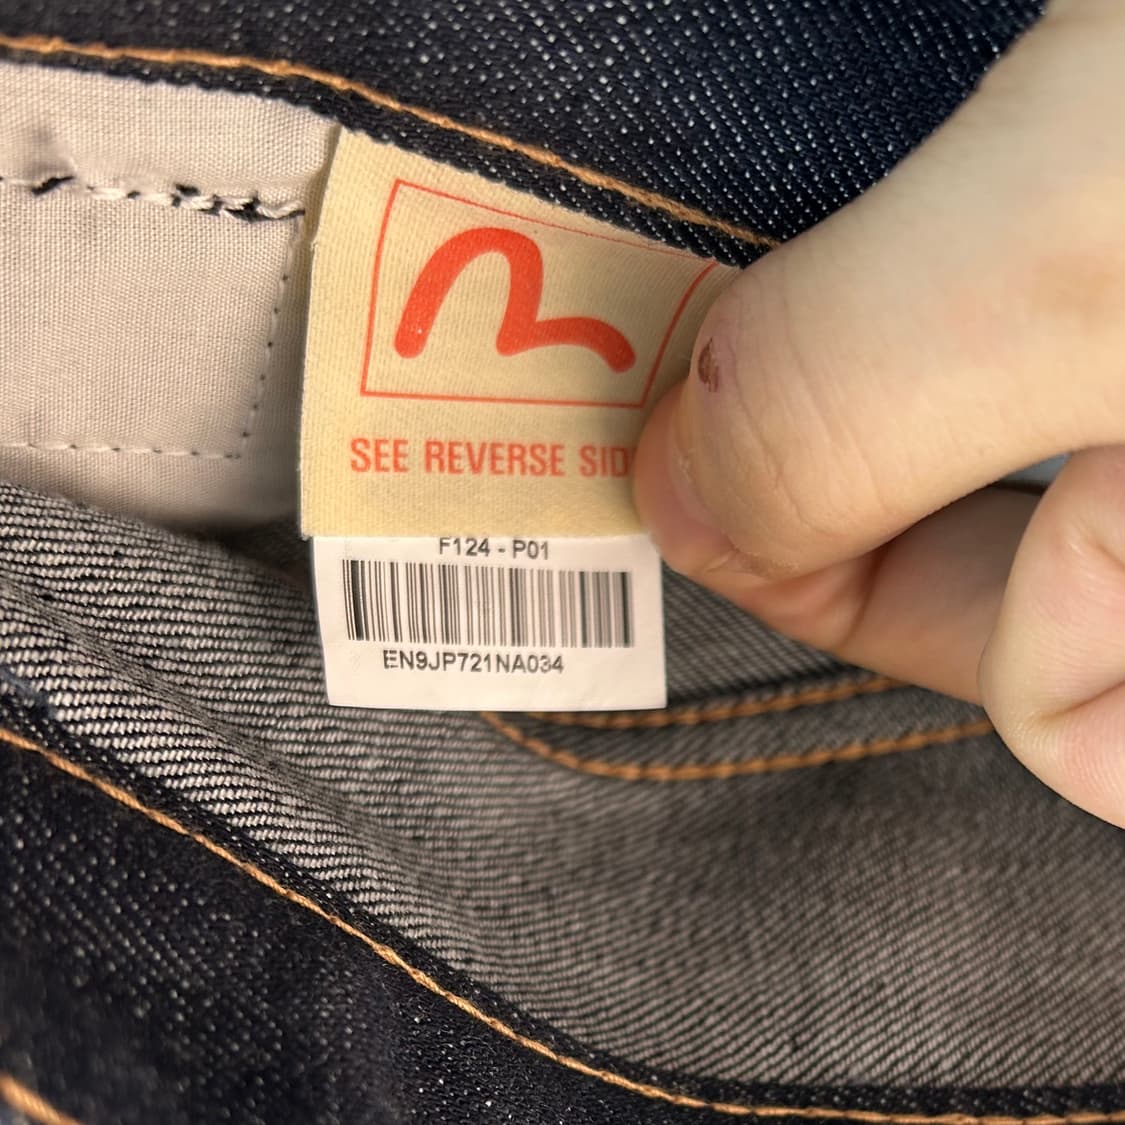 SEE REVERSE SID
F124 - P01
EN9JP721NA034